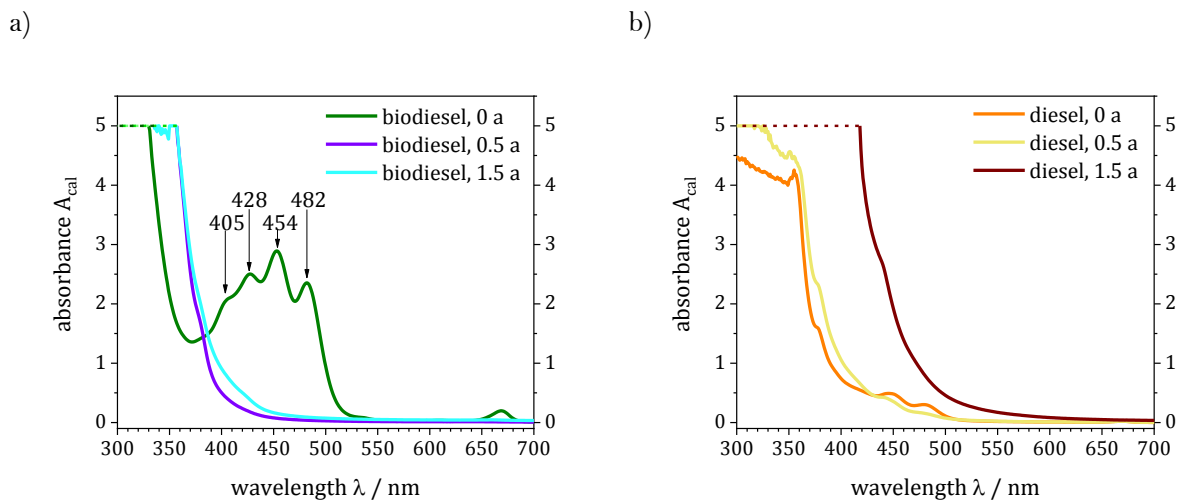 a)
b)
absorbance A_cal
5
4
3
2
1
0
biodiesel, 0 a
biodiesel, 0.5 a
biodiesel, 1.5 a
405
428
454
482
5
4
3
2
1
0
300 350 400 450 500 550 600 650 700
wavelength λ / nm
absorbance A_cal
5
4
3
2
1
0
diesel, 0 a
diesel, 0.5 a
diesel, 1.5 a
5
4
3
2
1
0
300 350 400 450 500 550 600 650 700
wavelength λ / nm